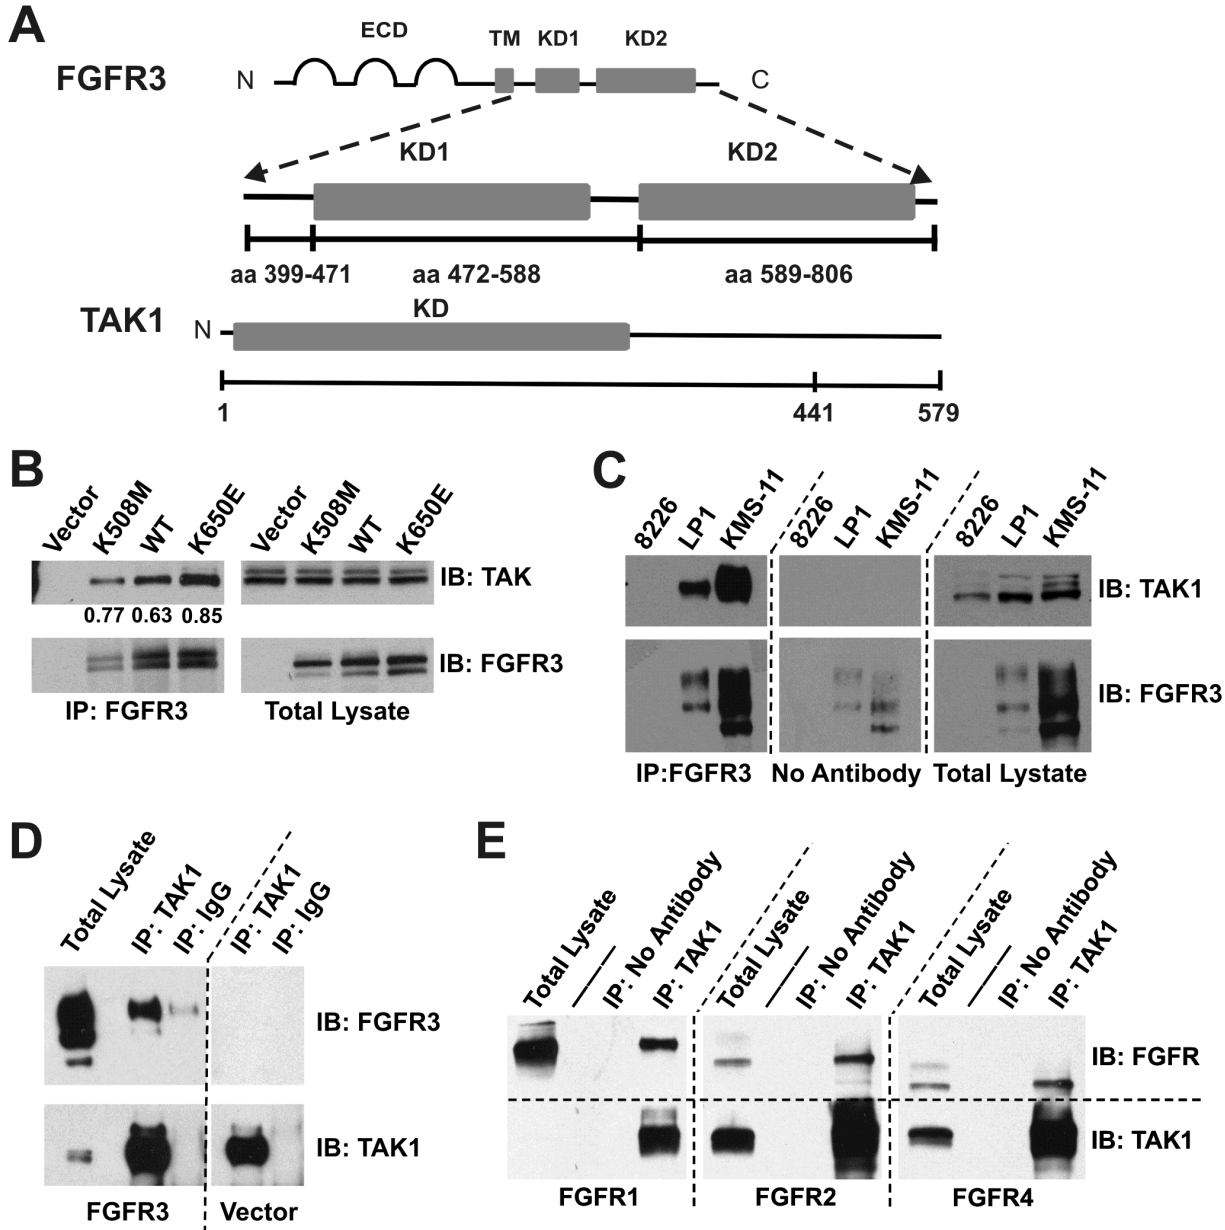 A
ECD
TM KD1 KD2
FGFR3 N C
KD1 KD2
aa 399-471 aa 472-588 aa 589-806
KD
TAK1 N
1 441 579
B
Vector K508M WT K650E Vector K508M WT K650E
IB: TAK
0.77 0.63 0.85
IB: FGFR3
IP: FGFR3 Total Lysate
C
8226 LP1 KMS-11 8226 LP1 KMS-11 8226 LP1 KMS-11
IB: TAK1
IB: FGFR3
IP:FGFR3 No Antibody Total Lystate
D
Total Lysate IP: TAK1 IP: IgG IP: TAK1 IP: IgG
IB: FGFR3
IB: TAK1
FGFR3 Vector
E
Total Lysate IP: No Antibody IP: TAK1 Total Lysate IP: No Antibody IP: TAK1 Total Lysate IP: No Antibody IP: TAK1
IB: FGFR
IB: TAK1
FGFR1 FGFR2 FGFR4